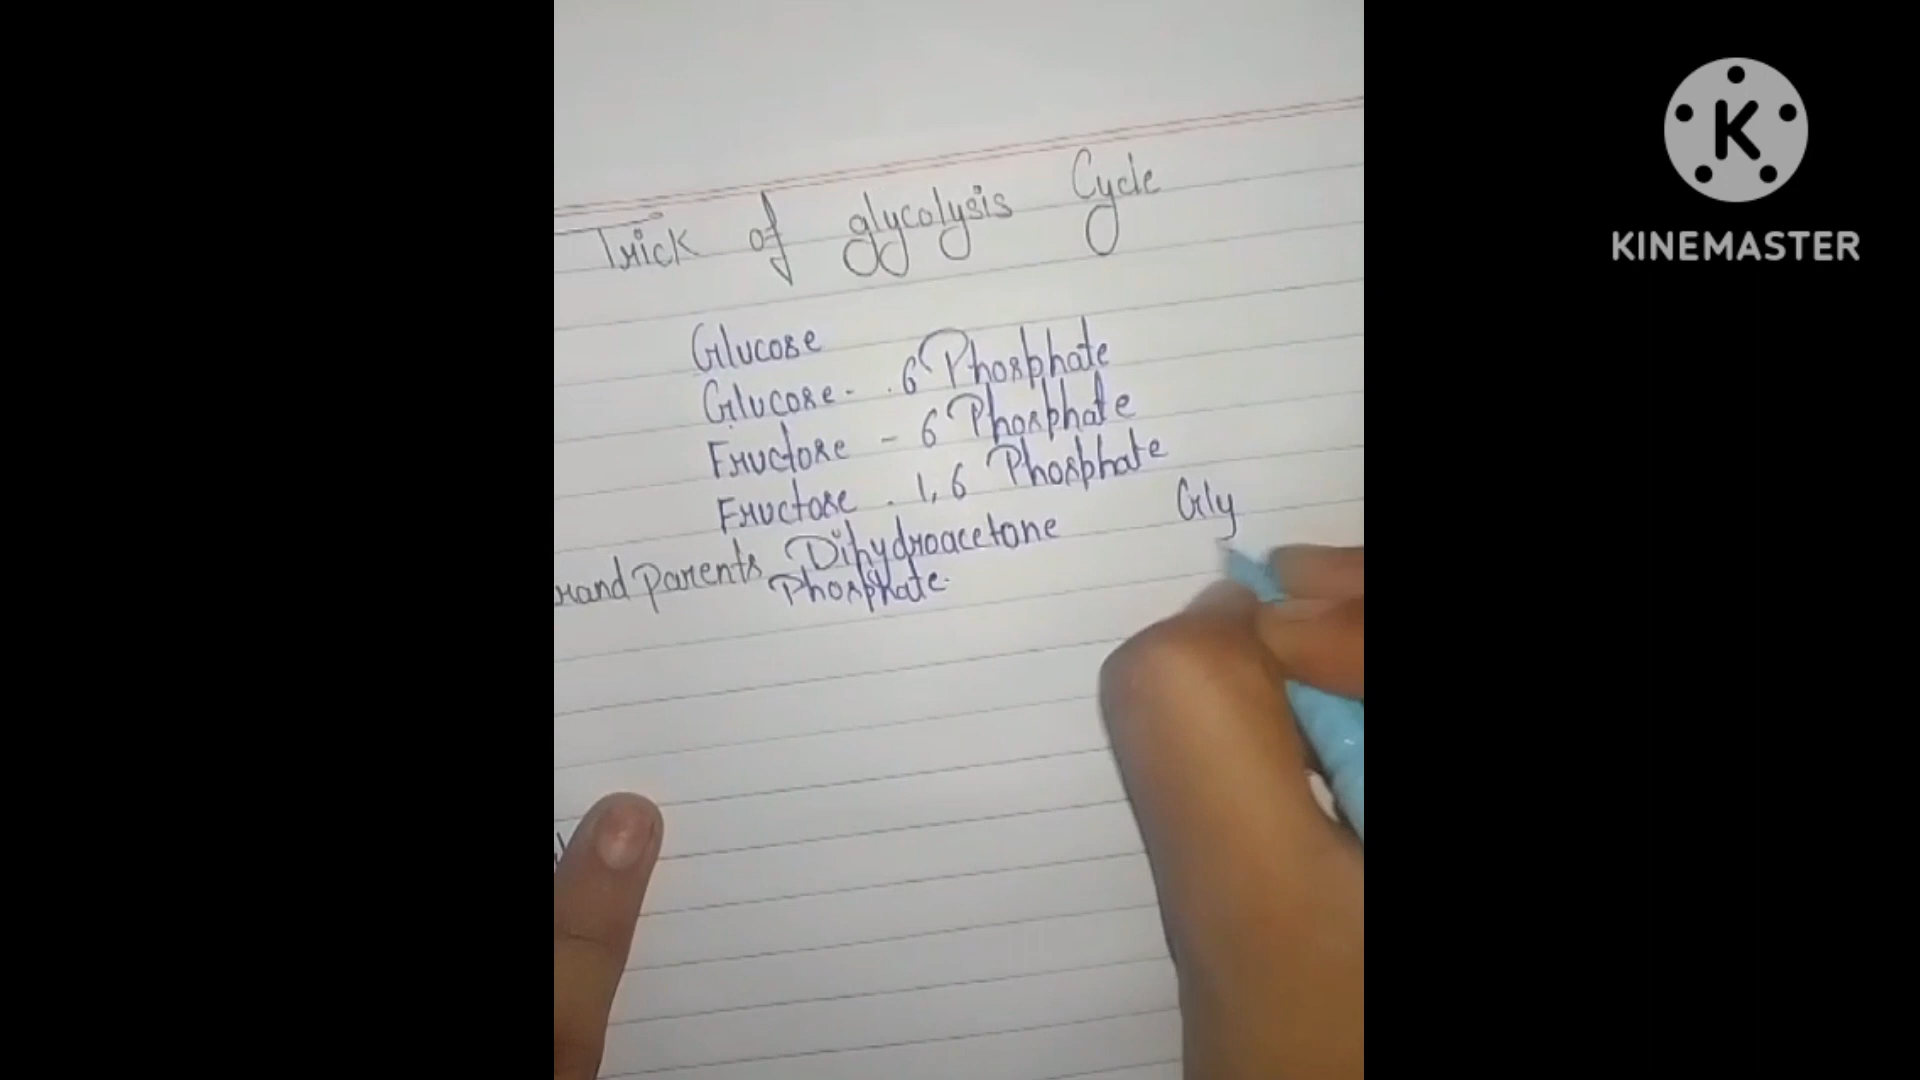 Trick of glycolysis Cycle
Glucose
Glucose - . 6 Phosphate
Fructose - 6 Phosphate
Fructose . 1,6 Phosphate
rand Parents Dihydroacetone Gly
Phosphate.
K
KINEMASTER